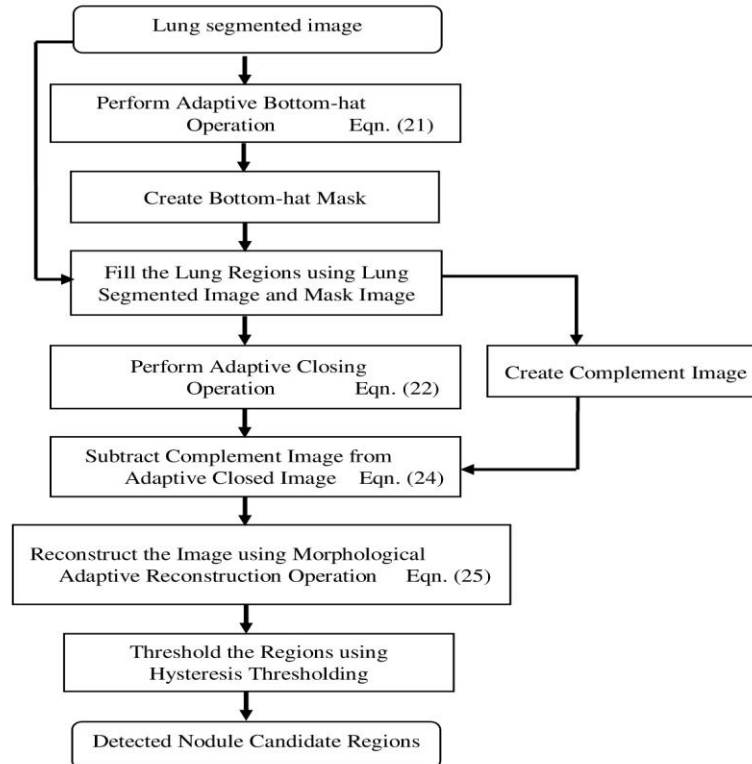 Lung segmented image
Perform Adaptive Bottom-hat
Operation Eqn. (21)
Create Bottom-hat Mask
Fill the Lung Regions using Lung
Segmented Image and Mask Image
Perform Adaptive Closing
Operation Eqn. (22)
Create Complement Image
Subtract Complement Image from
Adaptive Closed Image Eqn. (24)
Reconstruct the Image using Morphological
Adaptive Reconstruction Operation Eqn. (25)
Threshold the Regions using
Hysteresis Thresholding
Detected Nodule Candidate Regions